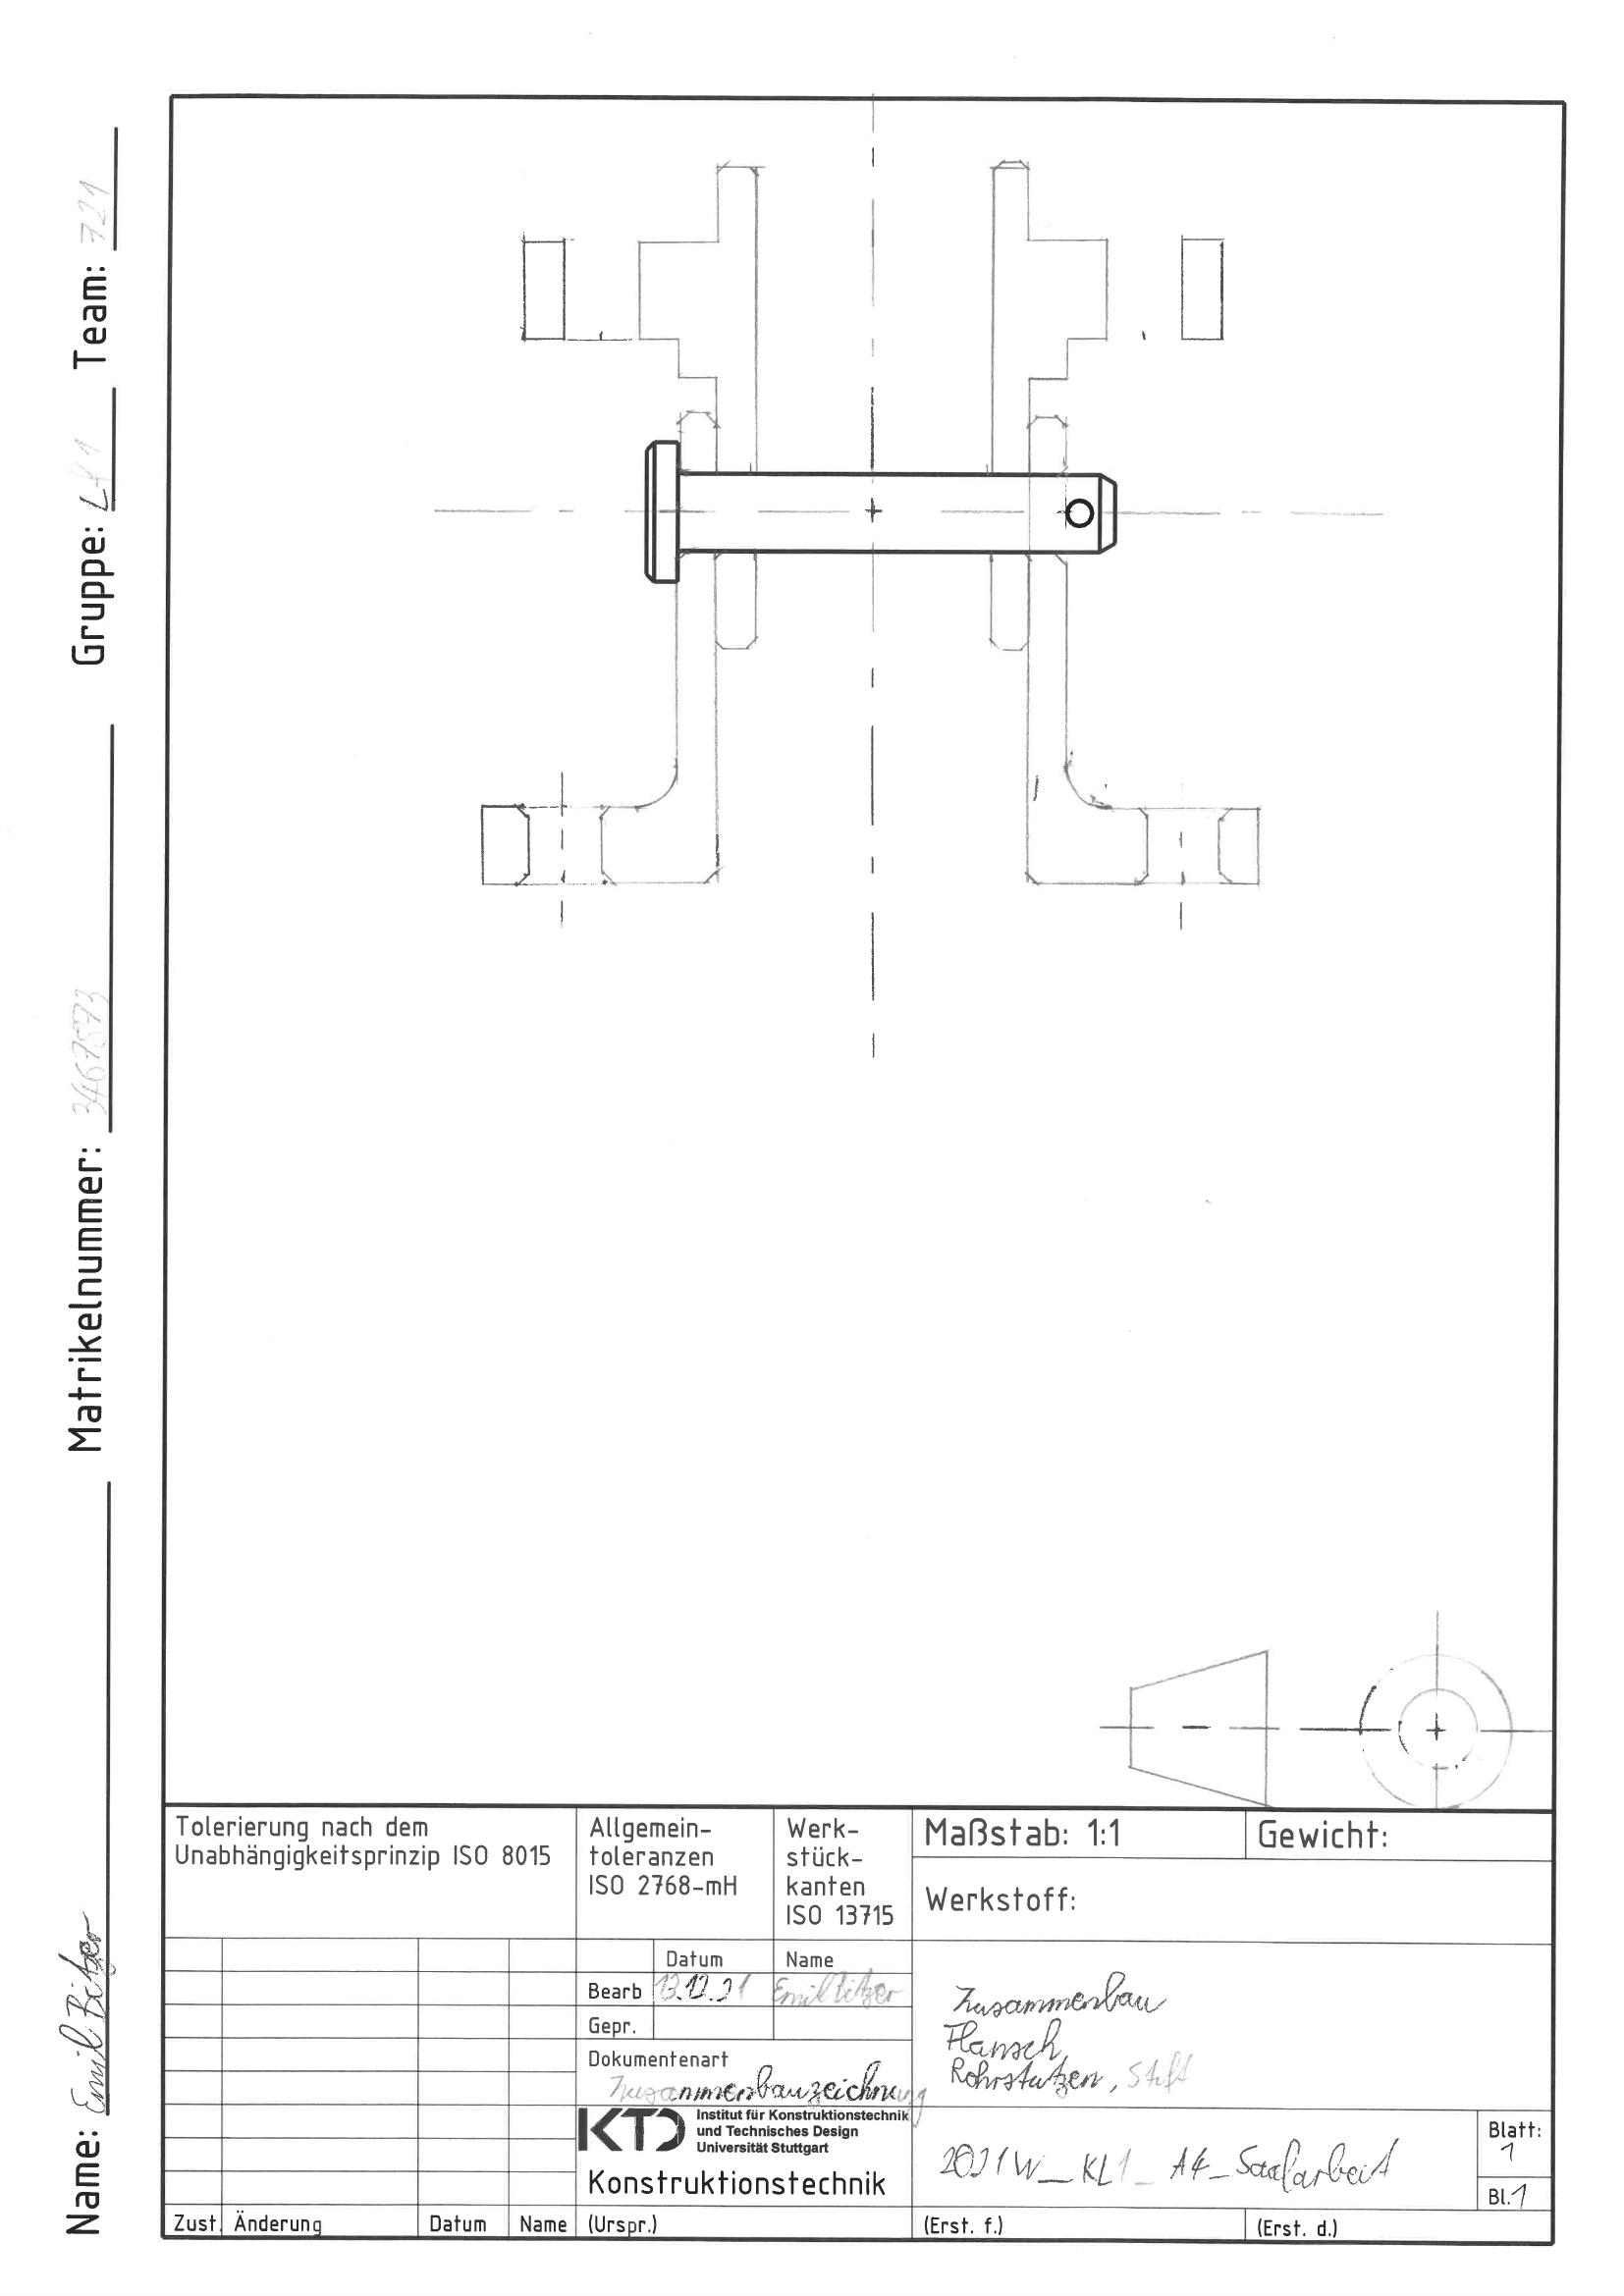 Name: Emil Bitzer Matrikelnummer: 3467573 Gruppe: LH1 Team: 721
Tolerierung nach dem
Unabhängigkeitsprinzip ISO 8015
Allgemein-
toleranzen
ISO 2768-mH
Werk-
stück-
kanten
ISO 13715
Maßstab: 1:1
Gewicht:
Werkstoff:
Datum Name
Bearb 13.12.21 Emil Bitzer
Gepr.
Dokumentenart
Zusammenbauzeichnung
Zusammenbau
Flansch,
Rohrstutzen, Stift
KTD
Institut für Konstruktionstechnik
und Technisches Design
Universität Stuttgart
Konstruktionstechnik
2021W_KL1_A4_Saalarbeit
Blatt:
1
Bl.1
Zust. Änderung Datum Name (Urspr.) (Erst. f.) (Erst. d.)